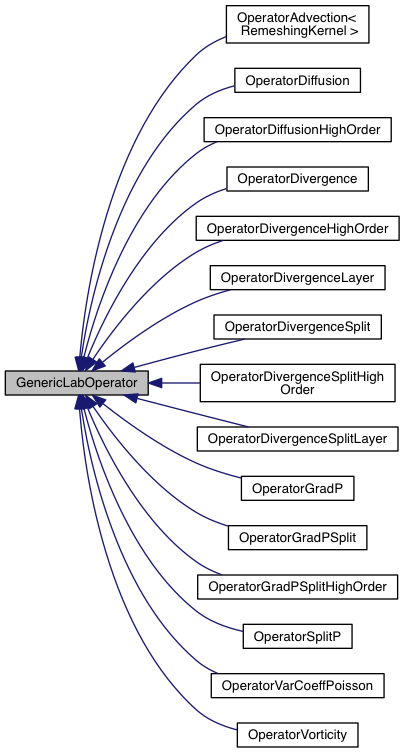 OperatorAdvection<
RemeshingKernel >
OperatorDiffusion
OperatorDiffusionHighOrder
OperatorDivergence
OperatorDivergenceHighOrder
OperatorDivergenceLayer
OperatorDivergenceSplit
GenericLabOperator
OperatorDivergenceSplitHigh
Order
OperatorDivergenceSplitLayer
OperatorGradP
OperatorGradPSplit
OperatorGradPSplitHighOrder
OperatorSplitP
OperatorVarCoeffPoisson
OperatorVorticity